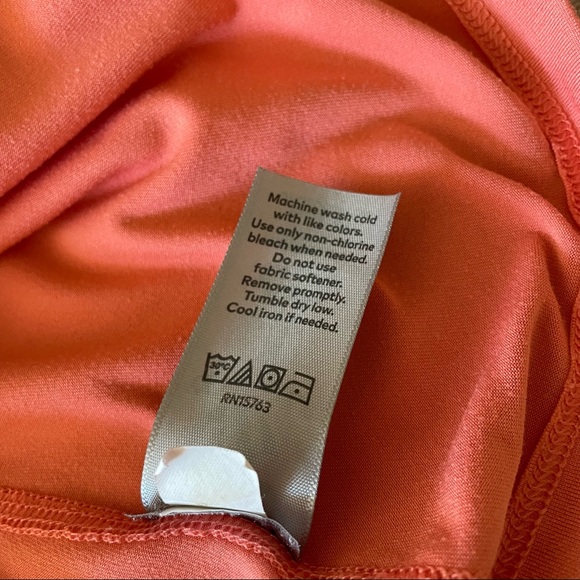 Machine wash cold
with like colors.
Use only non-chlorine
bleach when needed.
Do not use
fabric softener.
Remove promptly.
Tumble dry low.
Cool iron if needed.
30°C
RN15763